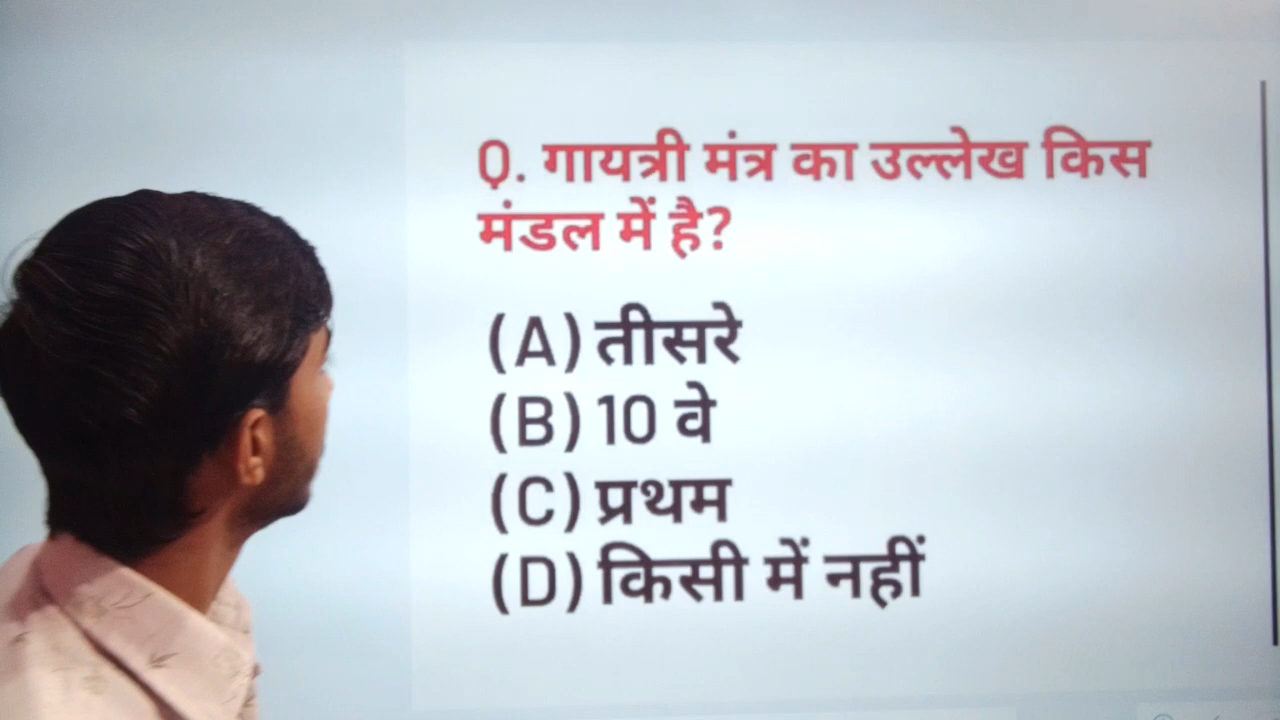 Q. गायत्री मंत्र का उल्लेख किस
मंडल में है?
(A) तीसरे
(B) 10 वे
(C) प्रथम
(D) किसी में नहीं